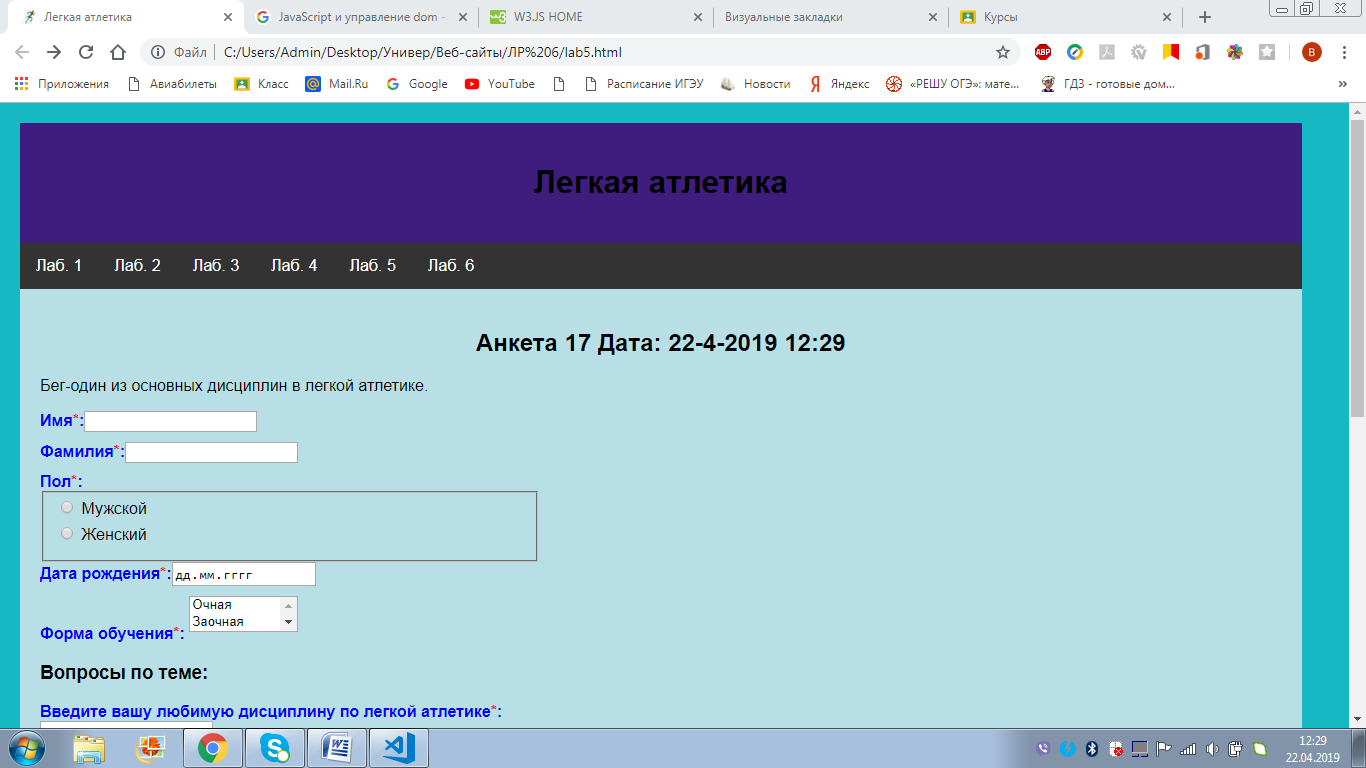 Легкая атлетика
JavaScript и управление dom -
W3.JS HOME
Визуальные закладки
Курсы
Файл
C:/Users/Admin/Desktop/Универ/Веб-сайты/ЛР%206/lab5.html
ABP
В
Приложения
Авиабилеты
Класс
Mail.Ru
Google
YouTube
Расписание ИГЭУ
Новости
Яндекс
«РЕШУ ОГЭ»: мате...
ГДЗ - готовые дом...
Легкая атлетика
Лаб. 1 Лаб. 2 Лаб. 3 Лаб. 4 Лаб. 5 Лаб. 6
Анкета 17 Дата: 22-4-2019 12:29
Бег-один из основных дисциплин в легкой атлетике.
Имя*:
Фамилия*:
Пол*:
Мужской
Женский
Дата рождения*: дд.мм.гггг
Очная
Заочная
Форма обучения*:
Вопросы по теме:
Введите вашу любимую дисциплину по легкой атлетике*:
12:29
22.04.2019